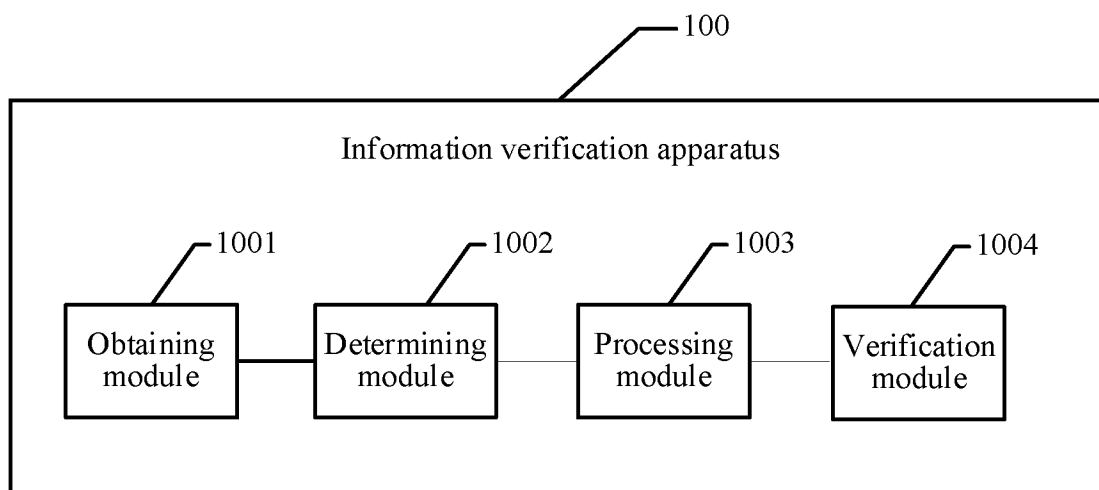 100
Information verification apparatus
1001
1002
1003
1004
Obtaining
module
Determining
module
Processing
module
Verification
module